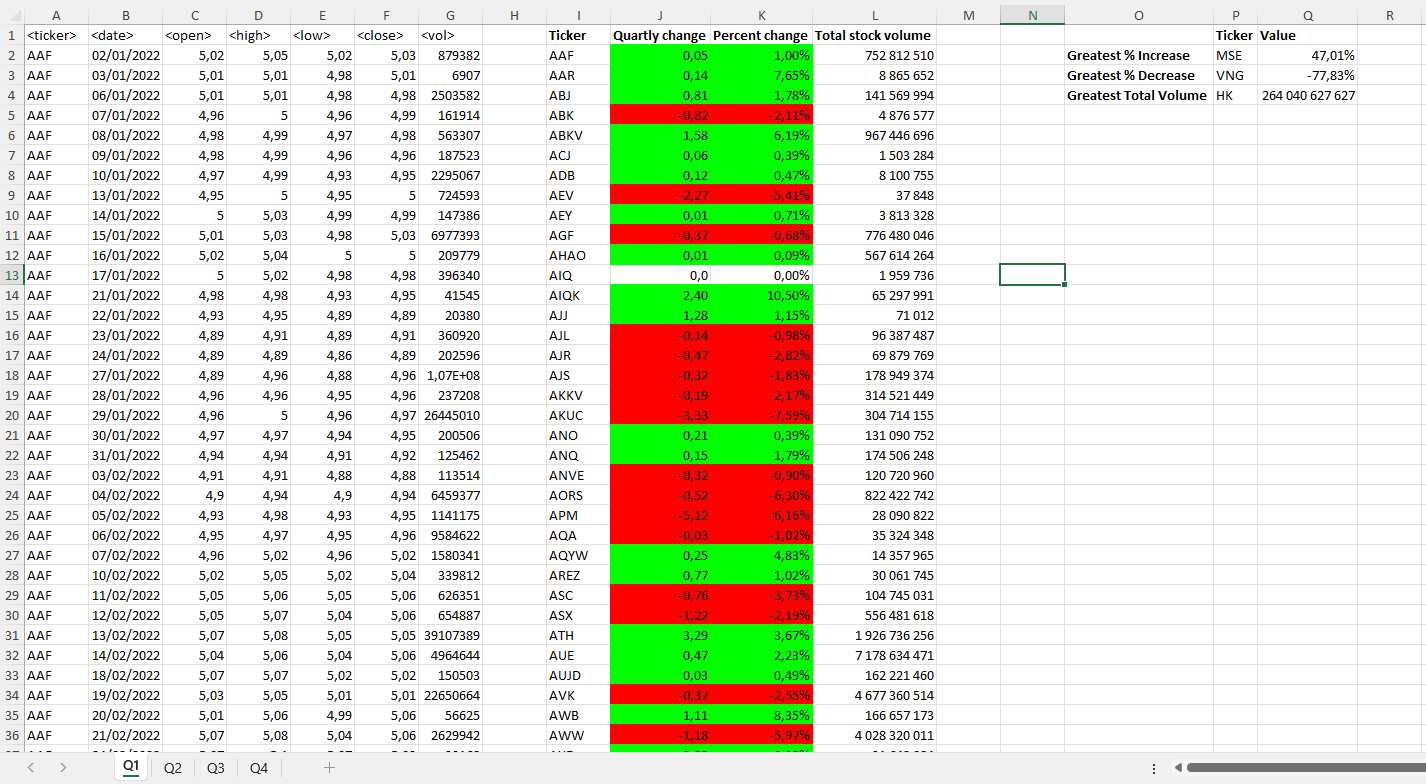 A B C D E F G H I J K L M N O P Q R
1 <ticker> <date> <open> <high> <low> <close> <vol> Ticker Quartly change Percent change Total stock volume Ticker Value
2 AAF 02/01/2022 5,02 5,05 5,02 5,03 879382 AAF 0,05 1,00% 752 812 510 Greatest % Increase MSE 47,01%
3 AAF 03/01/2022 5,01 5,01 4,98 5,01 6907 AAR 0,14 7,65% 8 865 652 Greatest % Decrease VNG -77,83%
4 AAF 06/01/2022 5,01 5,01 4,98 4,98 2503582 ABJ 0,81 1,78% 141 569 994 Greatest Total Volume HK 264 040 627 627
5 AAF 07/01/2022 4,96 5 4,96 4,99 161914 ABK -0,82 -2,11% 4 876 577
6 AAF 08/01/2022 4,98 4,99 4,97 4,98 563307 ABKV 1,58 6,19% 967 446 696
7 AAF 09/01/2022 4,98 4,99 4,96 4,96 187523 ACJ 0,06 0,39% 1 503 284
8 AAF 10/01/2022 4,97 4,99 4,93 4,95 2295067 ADB 0,12 0,47% 8 100 755
9 AAF 13/01/2022 4,95 5 4,95 5 724593 AEV -2,27 -5,41% 37 848
10 AAF 14/01/2022 5 5,03 4,99 4,99 147386 AEY 0,01 0,71% 3 813 328
11 AAF 15/01/2022 5,01 5,03 4,98 5,03 6977393 AGF -0,37 -0,68% 776 480 046
12 AAF 16/01/2022 5,02 5,04 5 5 209779 AHAO 0,01 0,09% 567 614 264
13 AAF 17/01/2022 5 5,02 4,98 4,98 396340 AIQ 0,0 0,00% 1 959 736
14 AAF 21/01/2022 4,98 4,98 4,93 4,95 41545 AIQK 2,40 10,50% 65 297 991
15 AAF 22/01/2022 4,93 4,95 4,89 4,89 20380 AJJ 1,28 1,15% 71 012
16 AAF 23/01/2022 4,89 4,91 4,89 4,91 360920 AJL -0,14 -0,98% 96 387 487
17 AAF 24/01/2022 4,89 4,89 4,86 4,89 202596 AJR -0,47 -2,82% 69 879 769
18 AAF 27/01/2022 4,89 4,96 4,88 4,96 1,07E+08 AJS -0,32 -1,83% 178 949 374
19 AAF 28/01/2022 4,96 4,96 4,95 4,96 237208 AKKV -0,19 -2,17% 314 521 449
20 AAF 29/01/2022 4,96 5 4,96 4,97 26445010 AKUC -3,33 -7,59% 304 714 155
21 AAF 30/01/2022 4,97 4,97 4,94 4,95 200506 ANO 0,21 0,39% 131 090 752
22 AAF 31/01/2022 4,94 4,94 4,91 4,92 125462 ANQ 0,15 1,79% 174 506 248
23 AAF 03/02/2022 4,91 4,91 4,88 4,88 113514 ANVE -0,32 -0,90% 120 720 960
24 AAF 04/02/2022 4,9 4,94 4,9 4,94 6459377 AORS -0,52 -6,30% 822 422 742
25 AAF 05/02/2022 4,93 4,98 4,93 4,95 1141175 APM -5,12 -6,16% 28 090 822
26 AAF 06/02/2022 4,95 4,97 4,95 4,96 9584622 AQA -0,03 -1,02% 35 324 348
27 AAF 07/02/2022 4,96 5,02 4,96 5,02 1580341 AQYW 0,25 4,83% 14 357 965
28 AAF 10/02/2022 5,02 5,05 5,02 5,04 339812 AREZ 0,77 1,02% 30 061 745
29 AAF 11/02/2022 5,05 5,06 5,05 5,06 626351 ASC -0,76 -3,73% 104 745 031
30 AAF 12/02/2022 5,05 5,07 5,04 5,06 654887 ASX -1,22 -2,19% 556 481 618
31 AAF 13/02/2022 5,07 5,08 5,05 5,05 39107389 ATH 3,29 3,67% 1 926 736 256
32 AAF 14/02/2022 5,04 5,06 5,04 5,06 4964644 AUE 0,47 2,23% 7 178 634 471
33 AAF 18/02/2022 5,07 5,07 5,02 5,02 150503 AUJD 0,03 0,49% 162 221 460
34 AAF 19/02/2022 5,03 5,05 5,01 5,01 22650664 AVK -0,37 -2,55% 4 677 360 514
35 AAF 20/02/2022 5,01 5,06 4,99 5,06 56625 AWB 1,11 8,35% 166 657 173
36 AAF 21/02/2022 5,07 5,08 5,04 5,06 2629942 AWW -1,18 -5,97% 4 028 320 011
Q1 Q2 Q3 Q4